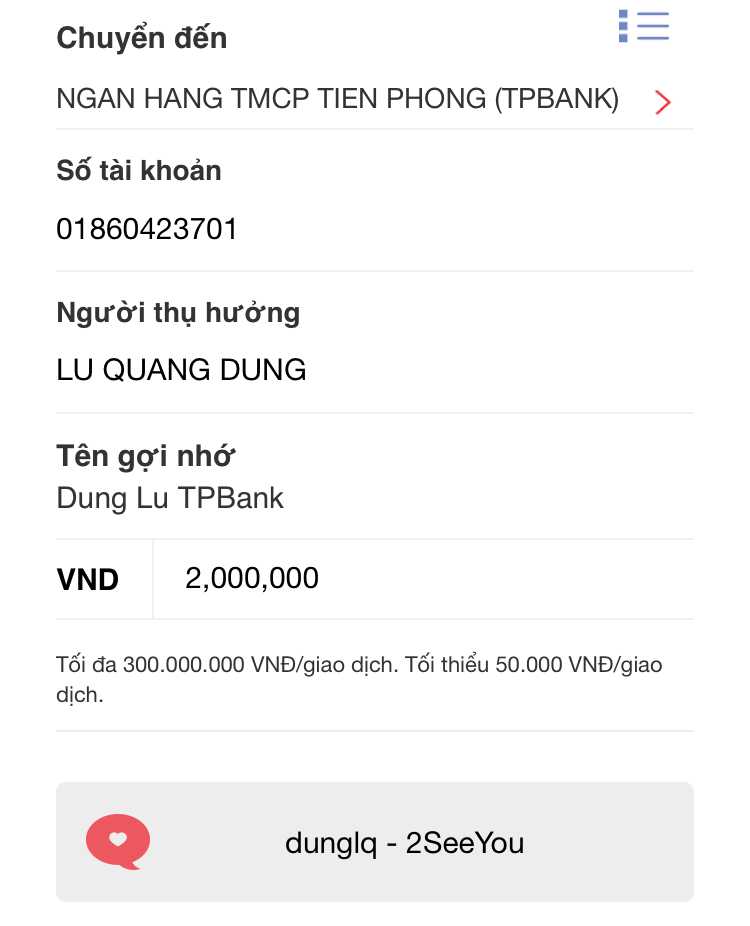 Chuyển đến
NGAN HANG TMCP TIEN PHONG (TPBANK)
Số tài khoản
01860423701
Người thụ hưởng
LU QUANG DUNG
Tên gợi nhớ
Dung Lu TPBank
VND 2,000,000
Tối đa 300.000.000 VNĐ/giao dịch. Tối thiểu 50.000 VNĐ/giao
dịch.
dunglq - 2SeeYou